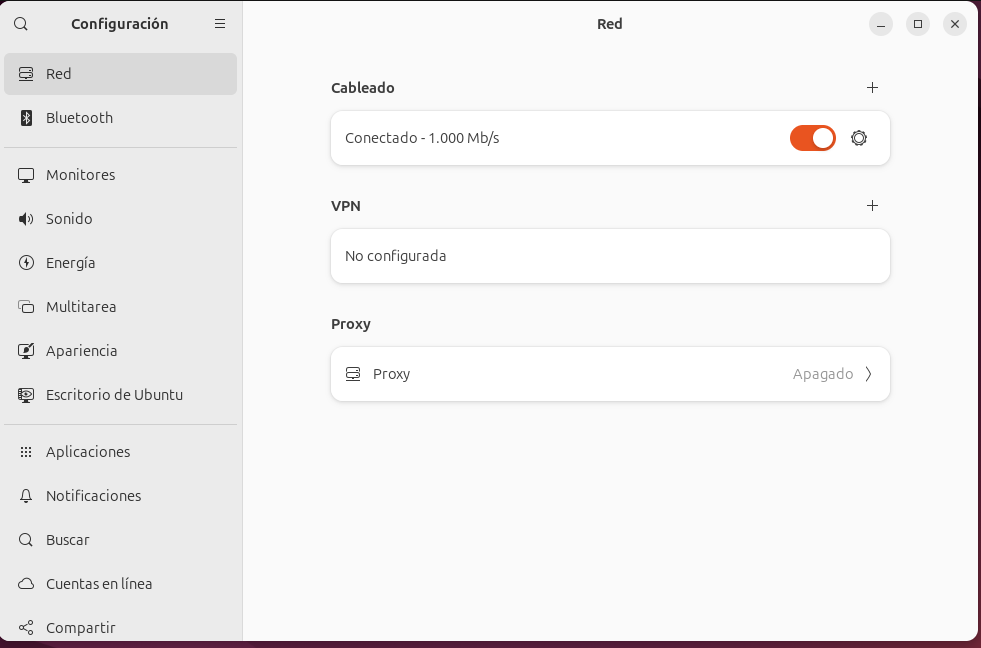 Configuración
Red
Bluetooth
Monitores
Sonido
Energía
Multitarea
Apariencia
Escritorio de Ubuntu
Aplicaciones
Notificaciones
Buscar
Cuentas en línea
Compartir
Red
Cableado
Conectado - 1.000 Mb/s
VPN
No configurada
Proxy
Proxy
Apagado